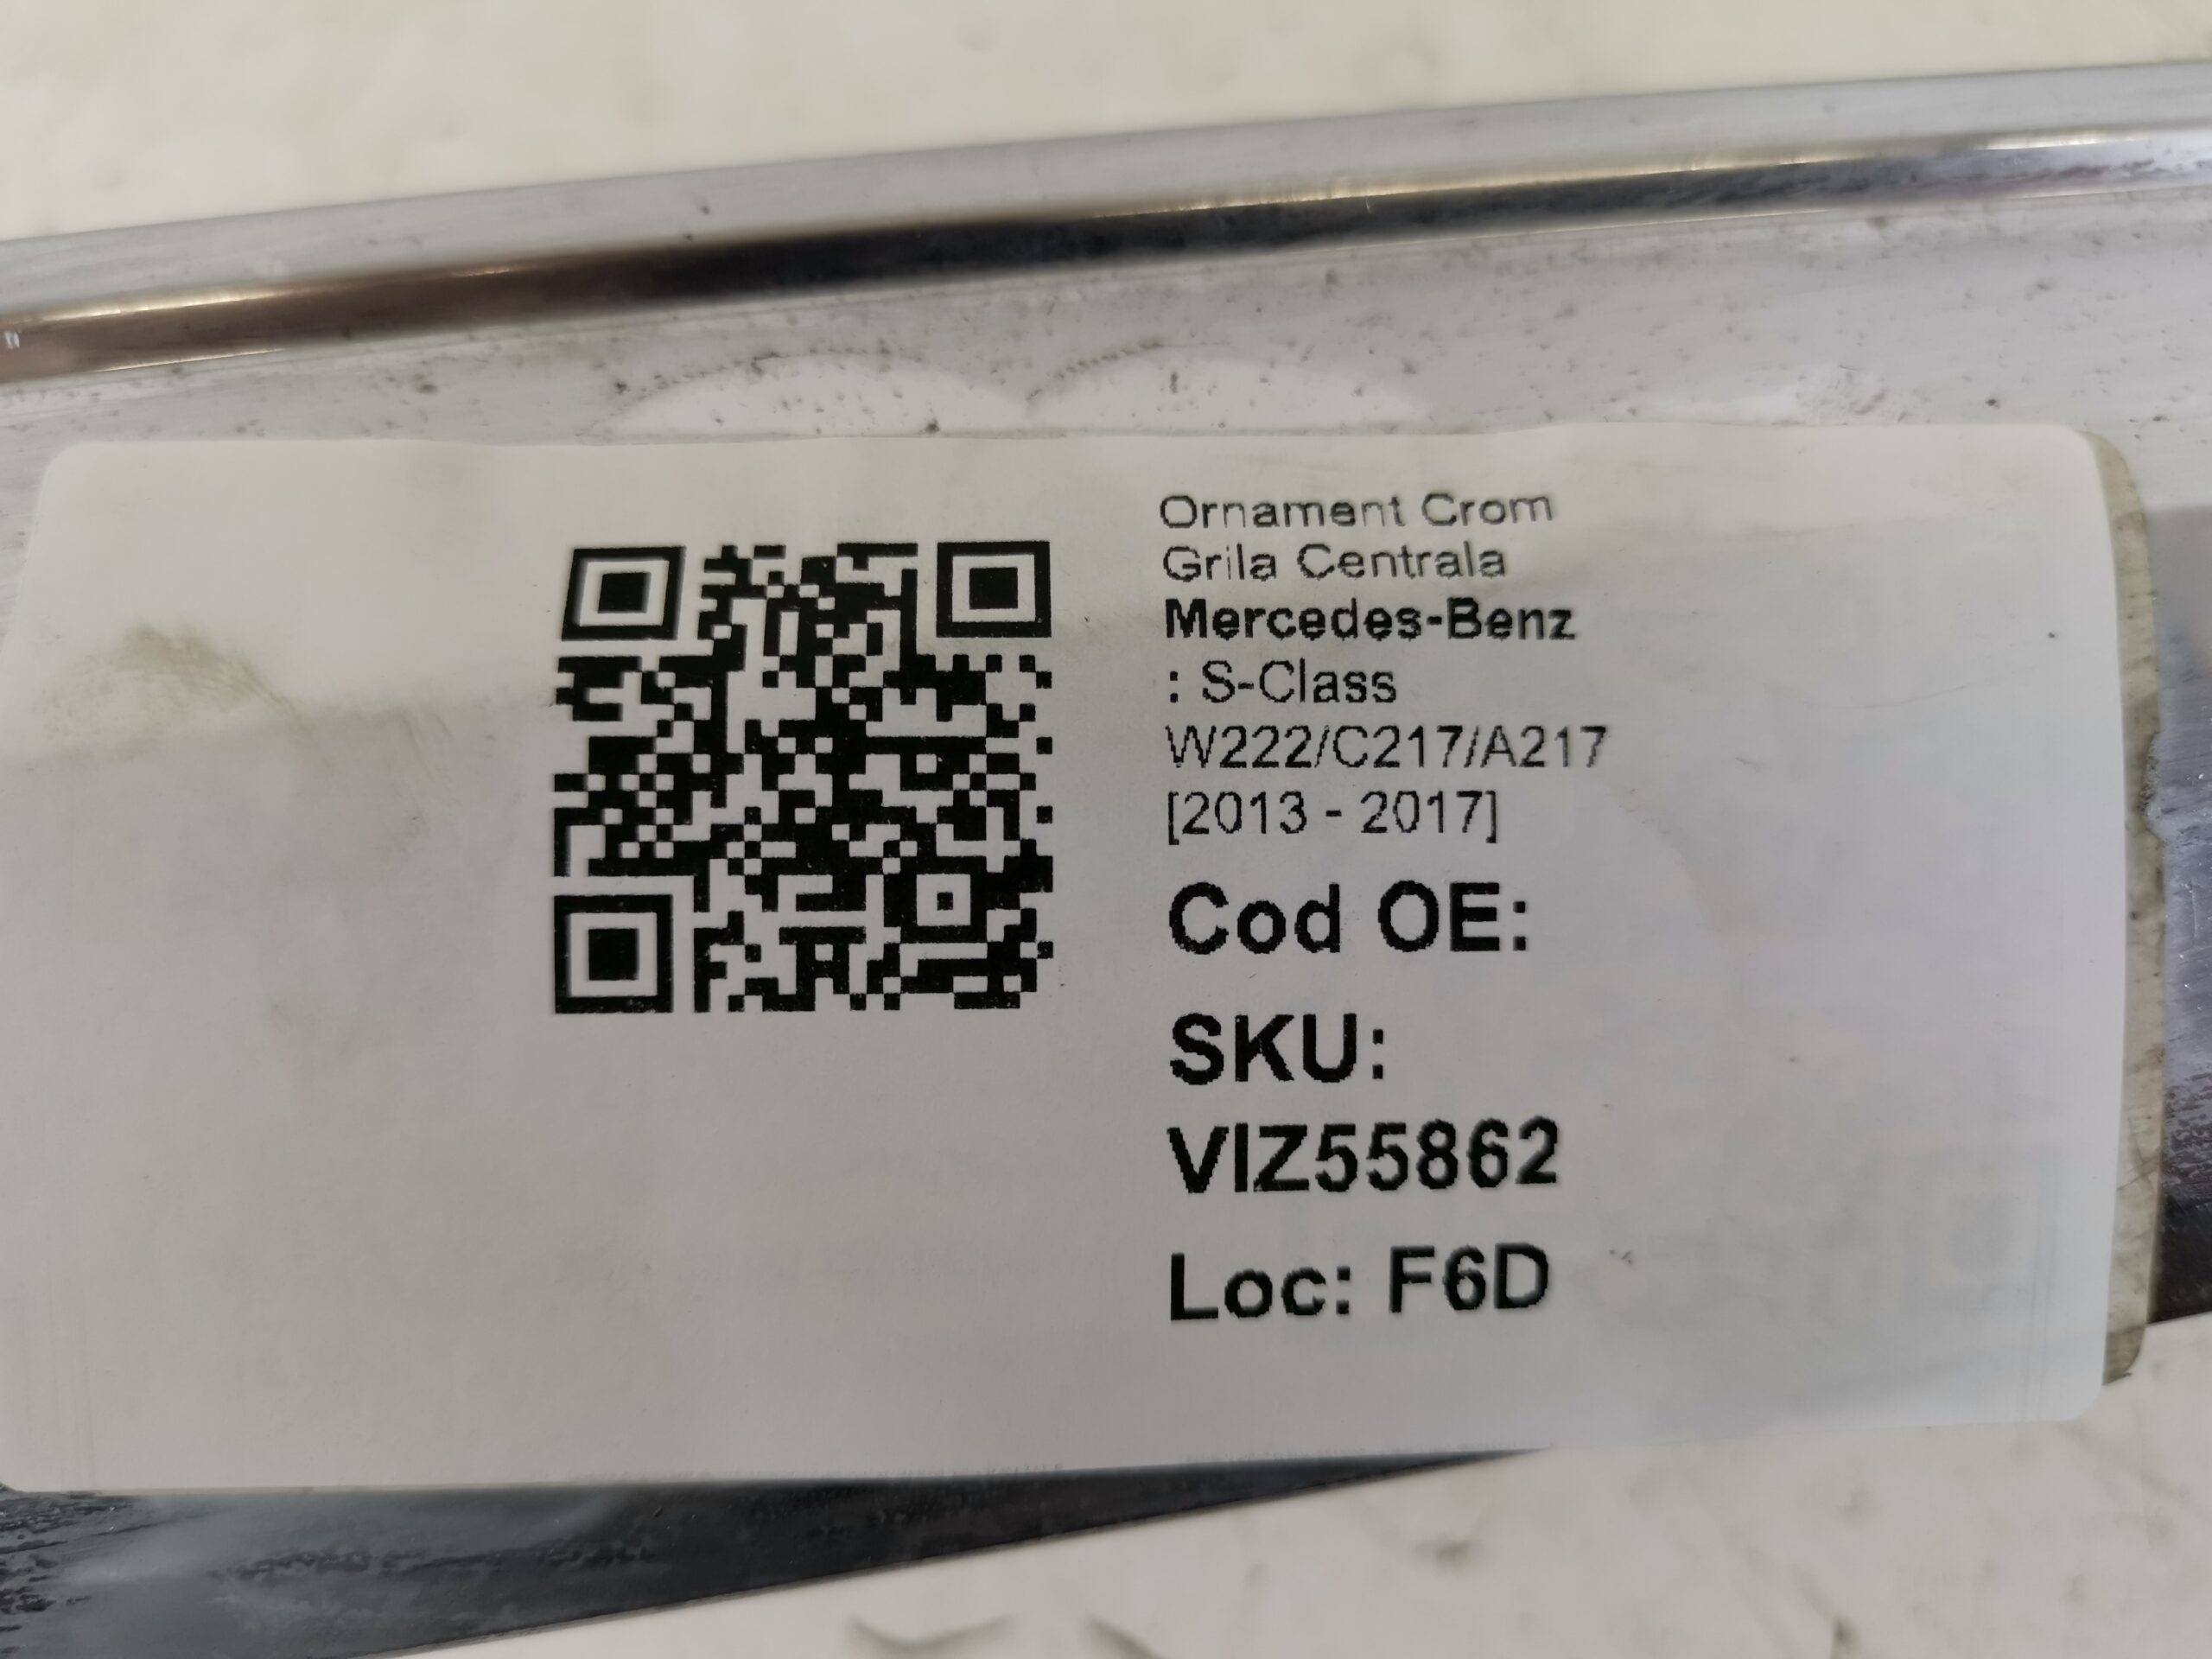 Ornament Crom
Grila Centrala
Mercedes-Benz
: S-Class
W222/C217/A217
[2013 - 2017]
Cod OE:
SKU:
VIZ55862
Loc: F6D